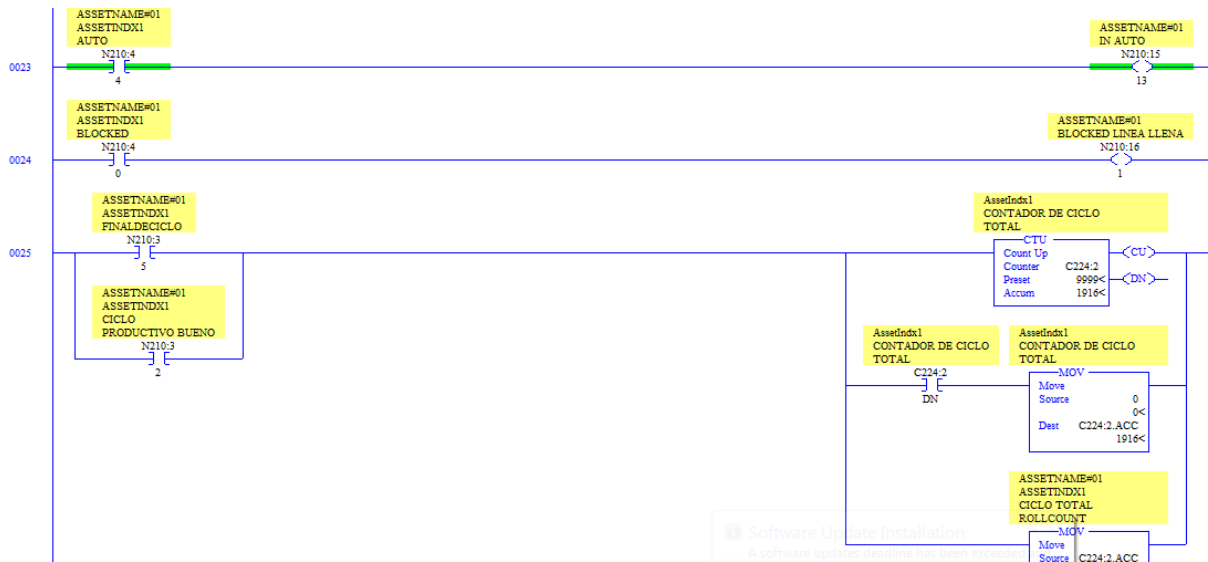 ASSETNAME#01
ASSETINDX1
AUTO
N210:4
4
ASSETNAME#01
IN AUTO
N210:15
13
0023
ASSETNAME#01
ASSETINDX1
BLOCKED
N210:4
0
ASSETNAME#01
BLOCKED LINEA LLENA
N210:16
1
0024
ASSETNAME#01
ASSETINDX1
FINALDECICLO
N210:3
5
0025
AssetIndx1
CONTADOR DE CICLO
TOTAL
CTU
Count Up
Counter C224:2
Preset 9999<
Accum 1916<
CU
DN
ASSETNAME#01
ASSETINDX1
CICLO
PRODUCTIVO BUENO
N210:3
2
AssetIndx1
CONTADOR DE CICLO
TOTAL
C224:2
DN
AssetIndx1
CONTADOR DE CICLO
TOTAL
MOV
Move
Source 0
0<
Dest C224:2.ACC
1916<
ASSETNAME#01
ASSETINDX1
CICLO TOTAL
ROLLCOUNT
MOV
Move
Source C224:2.ACC
Software Update Installation
A software updates deadline has been exceeded